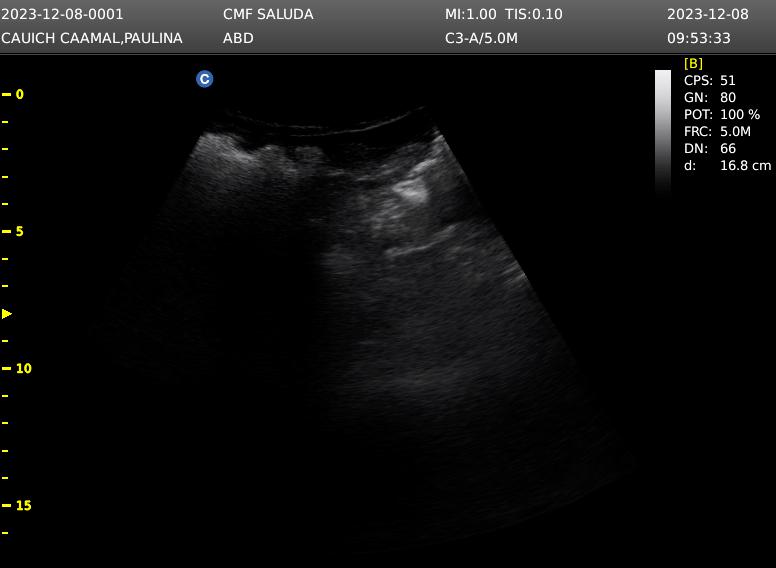 2023-12-08-0001 CMF SALUDA MI:1.00 TIS:0.10 2023-12-08
CAUICH CAAMAL,PAULINA ABD C3-A/5.0M 09:53:33
C
[B]
CPS: 51
GN: 80
POT: 100 %
FRC: 5.0M
DN: 66
d: 16.8 cm
0
5
10
15